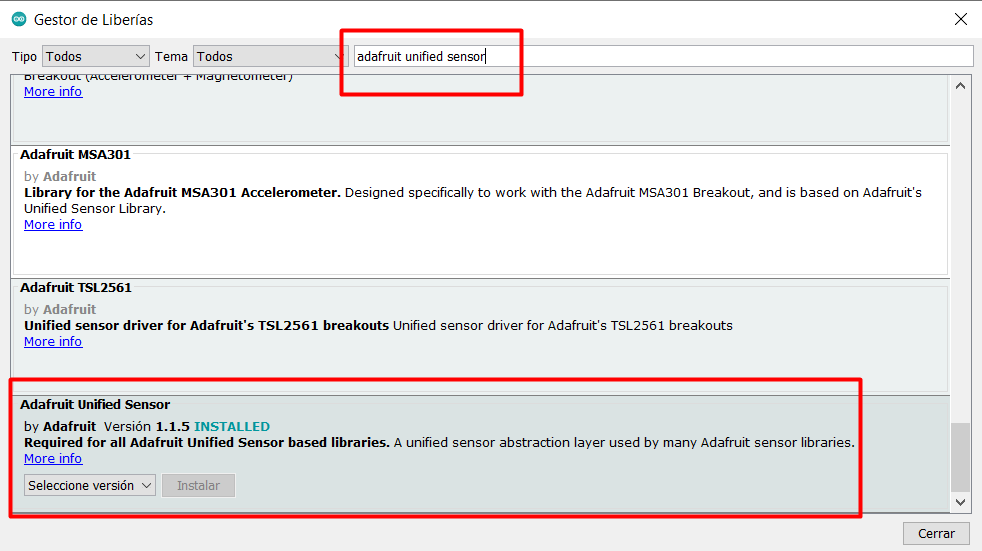 Gestor de Liberías
Tipo Todos Tema Todos adafruit unified sensor
Breakout (Accelerometer + Magnetometer)
More info
Adafruit MSA301
by Adafruit
Library for the Adafruit MSA301 Accelerometer. Designed specifically to work with the Adafruit MSA301 Breakout, and is based on Adafruit's
Unified Sensor Library.
More info
Adafruit TSL2561
by Adafruit
Unified sensor driver for Adafruit's TSL2561 breakouts Unified sensor driver for Adafruit's TSL2561 breakouts
More info
Adafruit Unified Sensor
by Adafruit Versión 1.1.5 INSTALLED
Required for all Adafruit Unified Sensor based libraries. A unified sensor abstraction layer used by many Adafruit sensor libraries.
More info
Seleccione versión Instalar
Cerrar